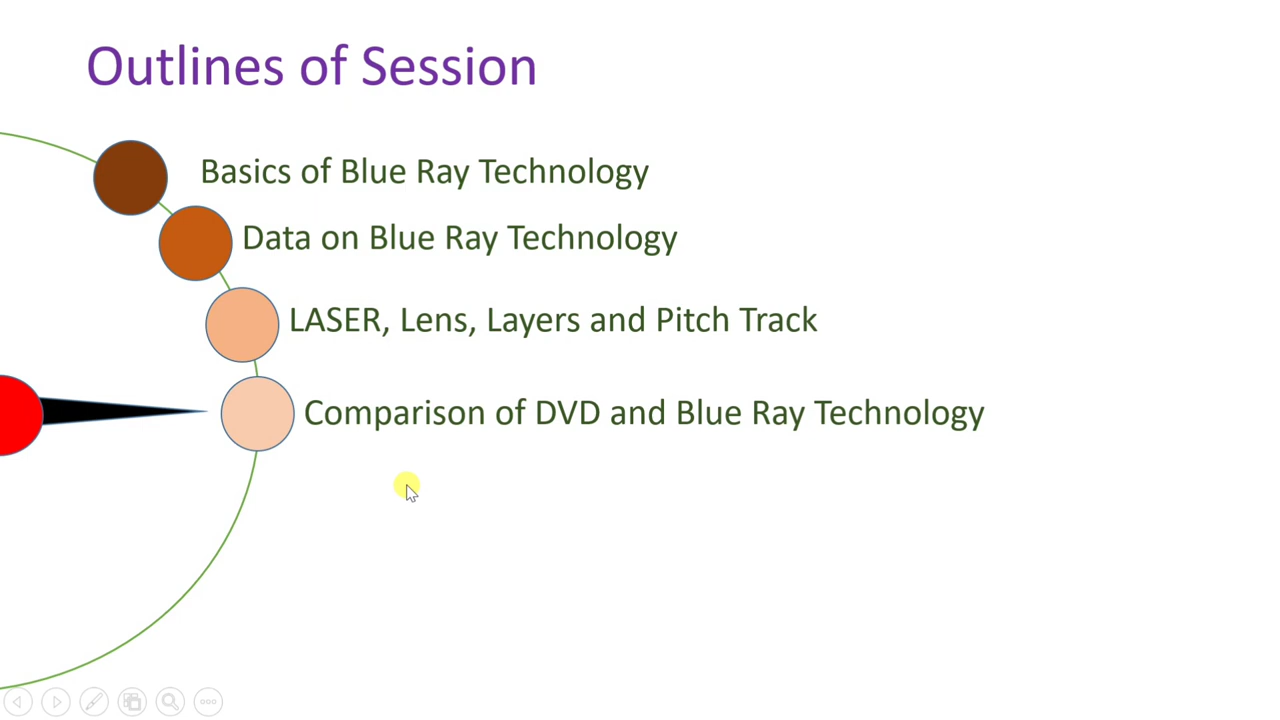 Outlines of Session
Basics of Blue Ray Technology
Data on Blue Ray Technology
LASER, Lens, Layers and Pitch Track
Comparison of DVD and Blue Ray Technology